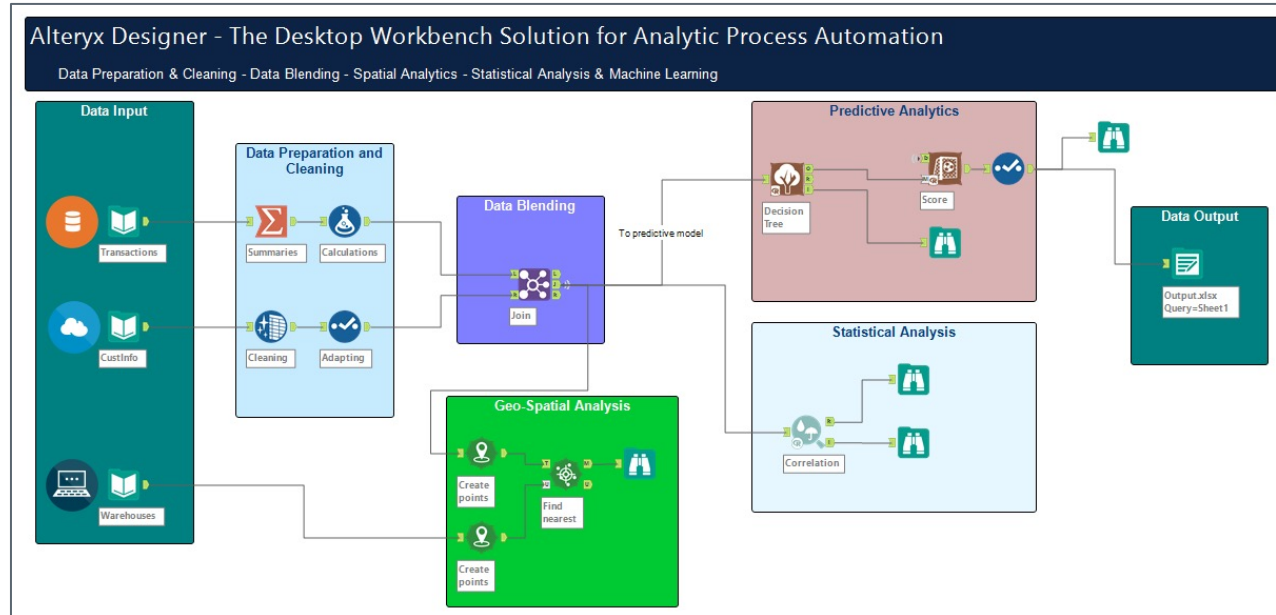 Alteryx Designer - The Desktop Workbench Solution for Analytic Process Automation
Data Preparation & Cleaning - Data Blending - Spatial Analytics - Statistical Analysis & Machine Learning
Data Input
Transactions
CustInfo
Warehouses
Data Preparation and
Cleaning
Summaries
Calculations
Cleaning
Adapting
Data Blending
L
R
L
J
R
Join
To predictive model
Geo-Spatial Analysis
Create
points
Create
points
T
U
M
U
Find
nearest
Predictive Analytics
Decision
Tree
O
R
I
D
M
Score
Statistical Analysis
R
I
Correlation
Data Output
Output.xlsx
Query=Sheet1